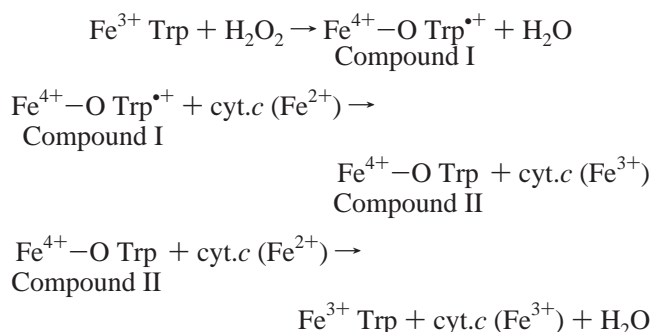 Fe³⁺ Trp + H₂O₂ → Fe⁴⁺—O Trp•⁺ + H₂O
Compound I
Fe⁴⁺—O Trp•⁺ + cyt.c (Fe²⁺) →
Compound I
Fe⁴⁺—O Trp + cyt.c (Fe³⁺)
Compound II
Fe⁴⁺—O Trp + cyt.c (Fe²⁺) →
Compound II
Fe³⁺ Trp + cyt.c (Fe³⁺) + H₂O